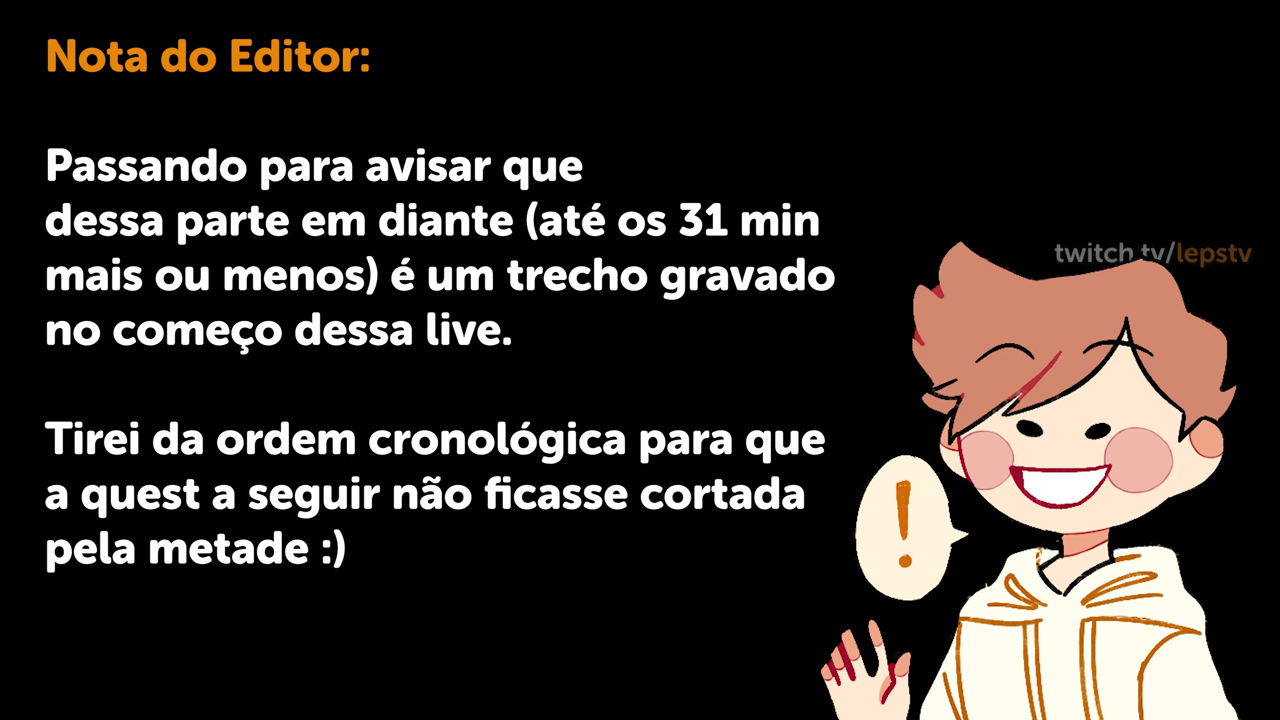 Nota do Editor:
Passando para avisar que
dessa parte em diante (até os 31 min
mais ou menos) é um trecho gravado
no começo dessa live.
Tirei da ordem cronológica para que
a quest a seguir não ficasse cortada
pela metade :)
twitch.tv/lepstv
!